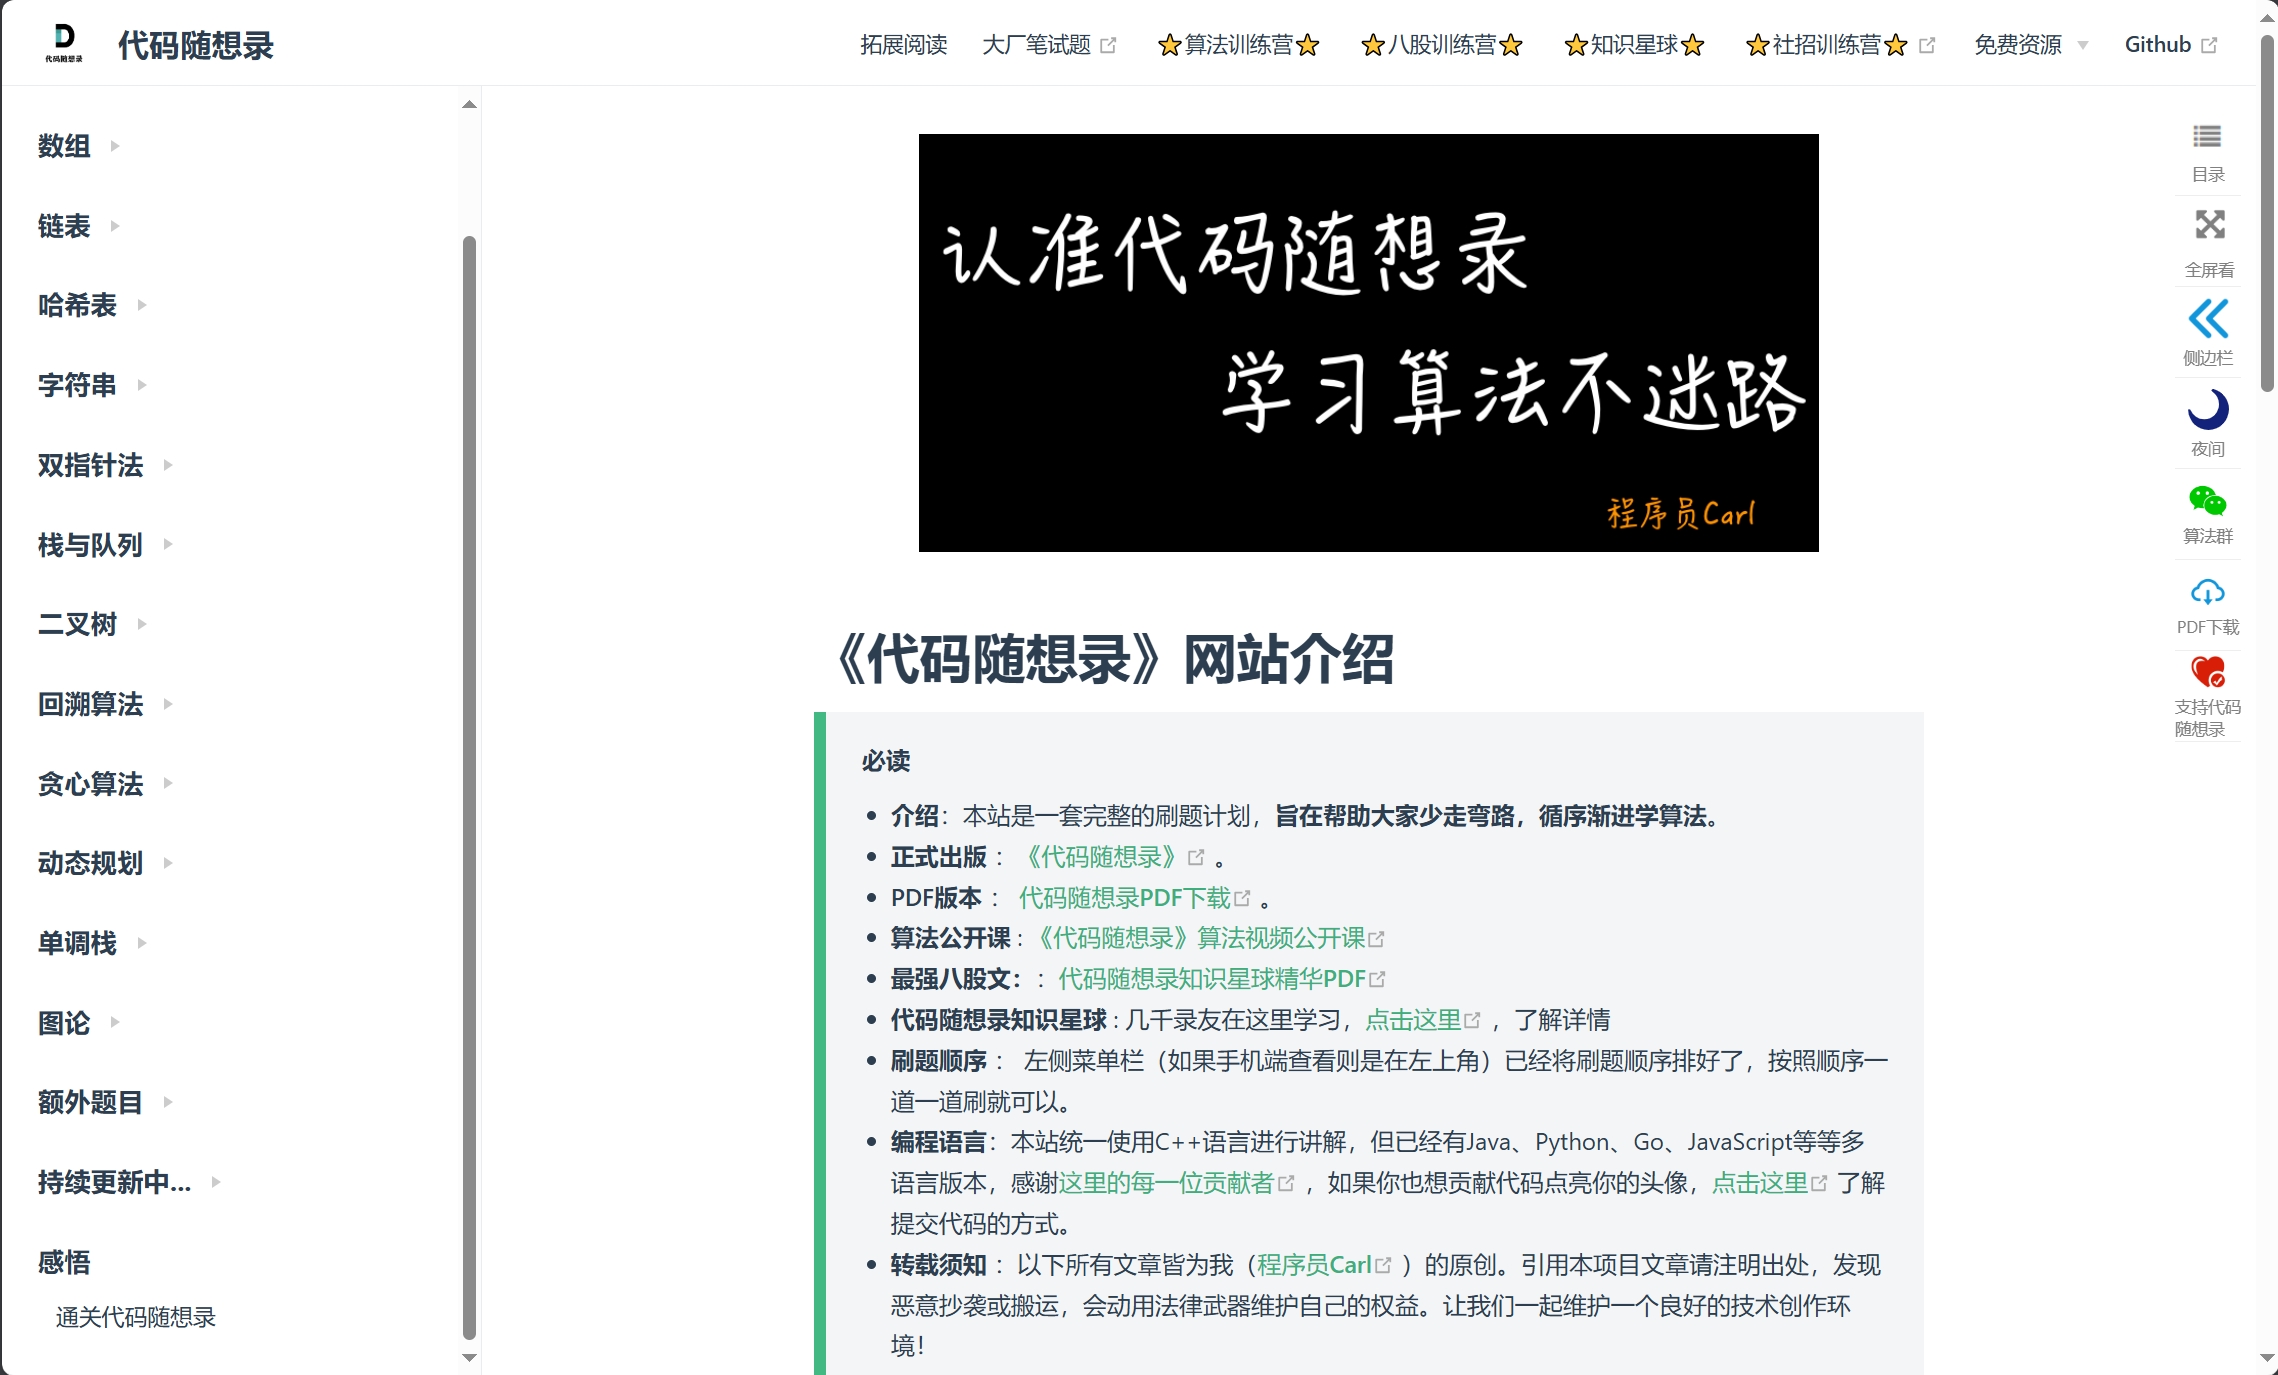 代码随想录
代码随想录
拓展阅读
大厂笔试题
⭐算法训练营⭐
⭐八股训练营⭐
⭐知识星球⭐
⭐社招训练营⭐
免费资源
Github
数组
链表
哈希表
字符串
双指针法
栈与队列
二叉树
回溯算法
贪心算法
动态规划
单调栈
图论
额外题目
持续更新中...
感悟
通关代码随想录
认准代码随想录
学习算法不迷路
程序员Carl
《代码随想录》网站介绍
必读
介绍：本站是一套完整的刷题计划，旨在帮助大家少走弯路，循序渐进学算法。
正式出版 ：《代码随想录》 。
PDF版本 ： 代码随想录PDF下载 。
算法公开课 : 《代码随想录》算法视频公开课
最强八股文： ：代码随想录知识星球精华PDF
代码随想录知识星球 : 几千录友在这里学习，点击这里 ，了解详情
刷题顺序 ： 左侧菜单栏（如果手机端查看则是在左上角）已经将刷题顺序排好了，按照顺序一
道一道刷就可以。
编程语言：本站统一使用C++语言进行讲解，但已经有Java、Python、Go、JavaScript等等多
语言版本，感谢这里的每一位贡献者 ，如果你也想贡献代码点亮你的头像，点击这里 了解
提交代码的方式。
转载须知 ：以下所有文章皆为我（程序员Carl ）的原创。引用本项目文章请注明出处，发现
恶意抄袭或搬运，会动用法律武器维护自己的权益。让我们一起维护一个良好的技术创作环
境！
目录
全屏看
侧边栏
夜间
算法群
PDF下载
支持代码
随想录